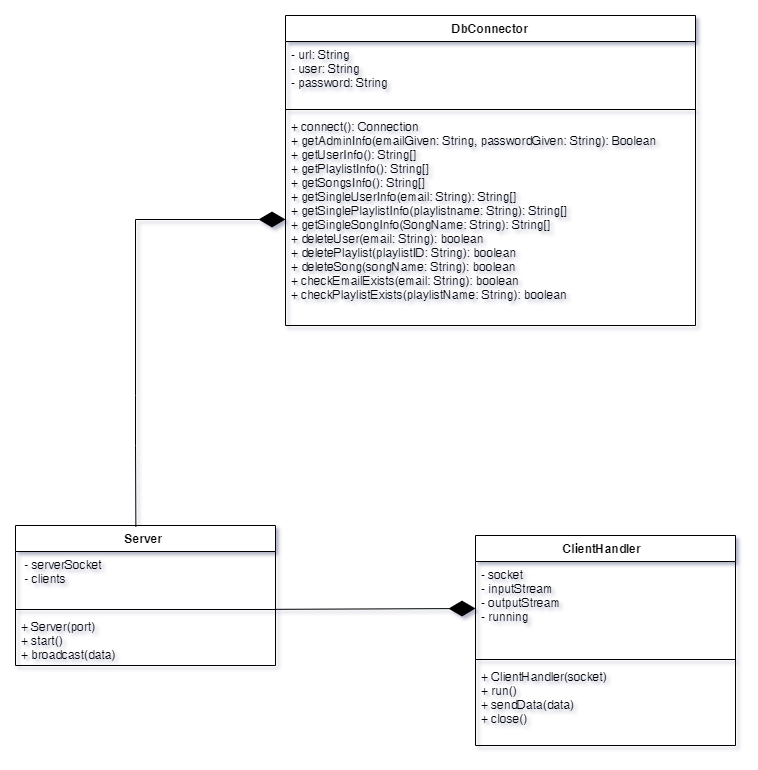 DbConnector
- url: String
- user: String
- password: String
+ connect(): Connection
+ getAdminInfo(emailGiven: String, passwordGiven: String): Boolean
+ getUserInfo(): String[]
+ getPlaylistInfo(): String[]
+ getSongsInfo(): String[]
+ getSingleUserInfo(email: String): String[]
+ getSinglePlaylistInfo(playlistname: String): String[]
+ getSingleSongInfo(SongName: String): String[]
+ deleteUser(email: String): boolean
+ deletePlaylist(playlistID: String): boolean
+ deleteSong(songName: String): boolean
+ checkEmailExists(email: String): boolean
+ checkPlaylistExists(playlistName: String): boolean
Server
- serverSocket
- clients
+ Server(port)
+ start()
+ broadcast(data)
ClientHandler
- socket
- inputStream
- outputStream
- running
+ ClientHandler(socket)
+ run()
+ sendData(data)
+ close()